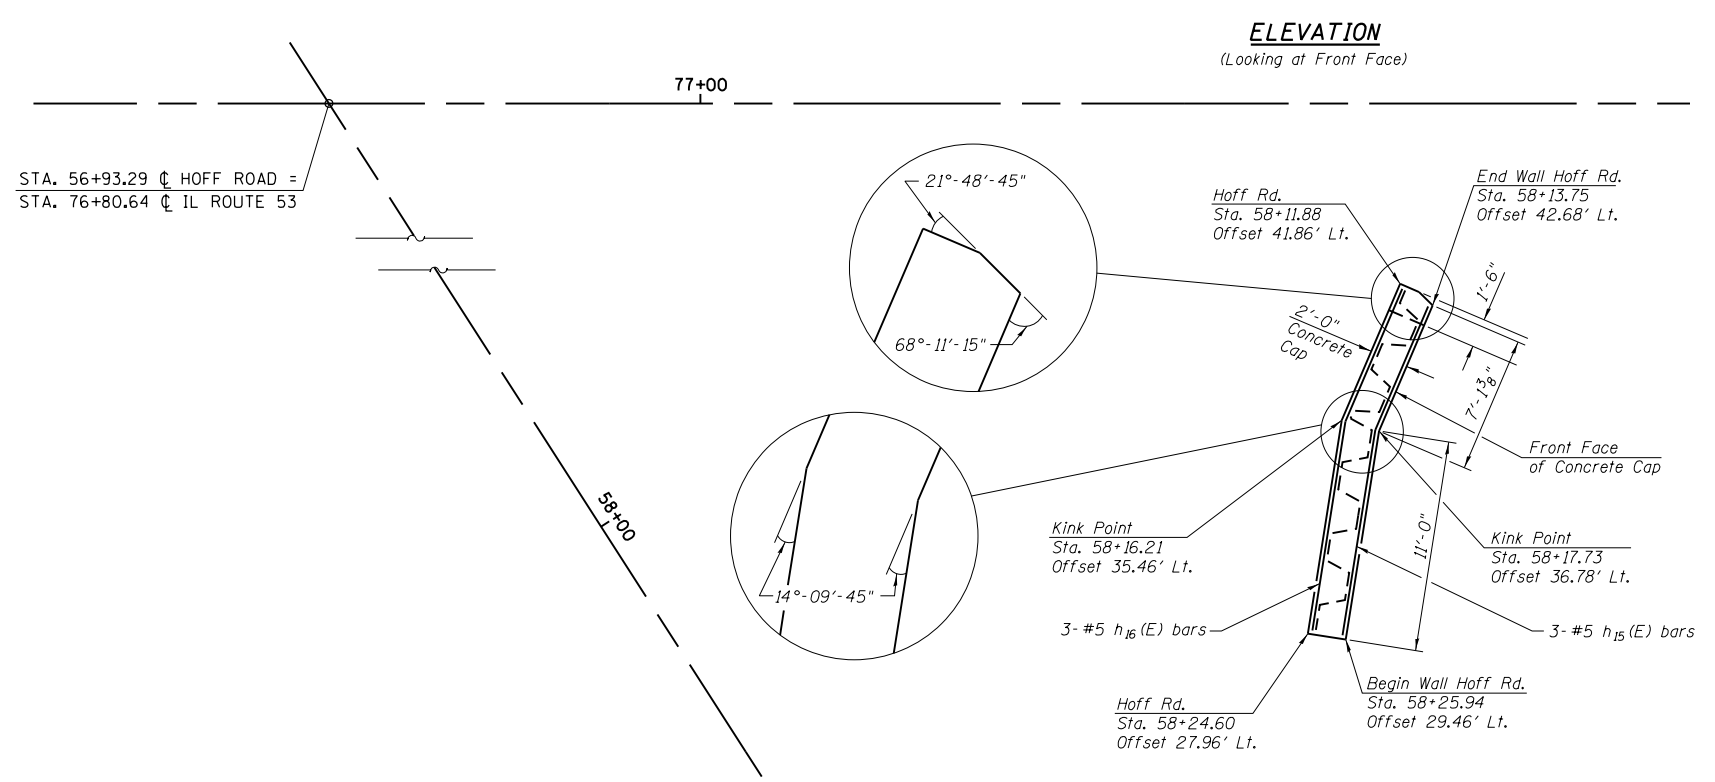 ELEVATION
(Looking at Front Face)
77+00
STA. 56+93.29 ℄ HOFF ROAD =
STA. 76+80.64 ℄ IL ROUTE 53
21°-48'-45"
68°-11'-15"
Hoff Rd.
Sta. 58+11.88
Offset 41.86' Lt.
End Wall Hoff Rd.
Sta. 58+13.75
Offset 42.68' Lt.
1'-6"
2'-0"
Concrete
Cap
7'-1 3/8"
Front Face
of Concrete Cap
58+00
14°-09'-45"
Kink Point
Sta. 58+16.21
Offset 35.46' Lt.
11'-0"
Kink Point
Sta. 58+17.73
Offset 36.78' Lt.
3- #5 h16(E) bars
3- #5 h15(E) bars
Hoff Rd.
Sta. 58+24.60
Offset 27.96' Lt.
Begin Wall Hoff Rd.
Sta. 58+25.94
Offset 29.46' Lt.